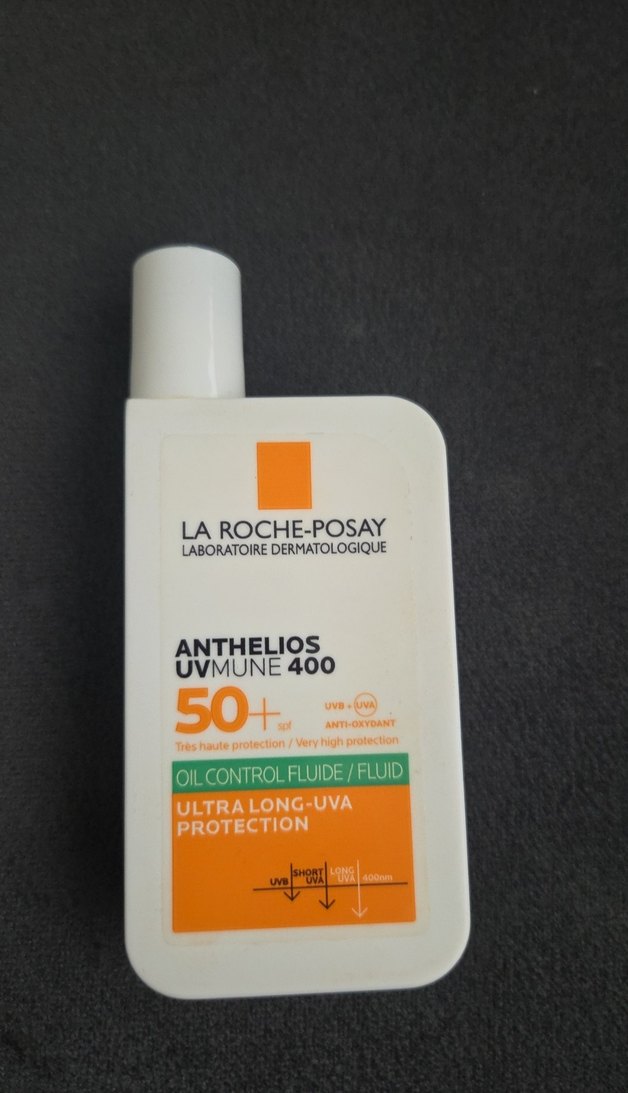 LA ROCHE-POSAY
LABORATOIRE DERMATOLOGIQUE
ANTHELIOS
UVMUNE 400
50+ spf
UVB + UVA
ANTI-OXYDANT
Très haute protection / Very high protection
OIL CONTROL FLUIDE / FLUID
ULTRA LONG-UVA
PROTECTION
UVB SHORT UVA LONG UVA 400nm